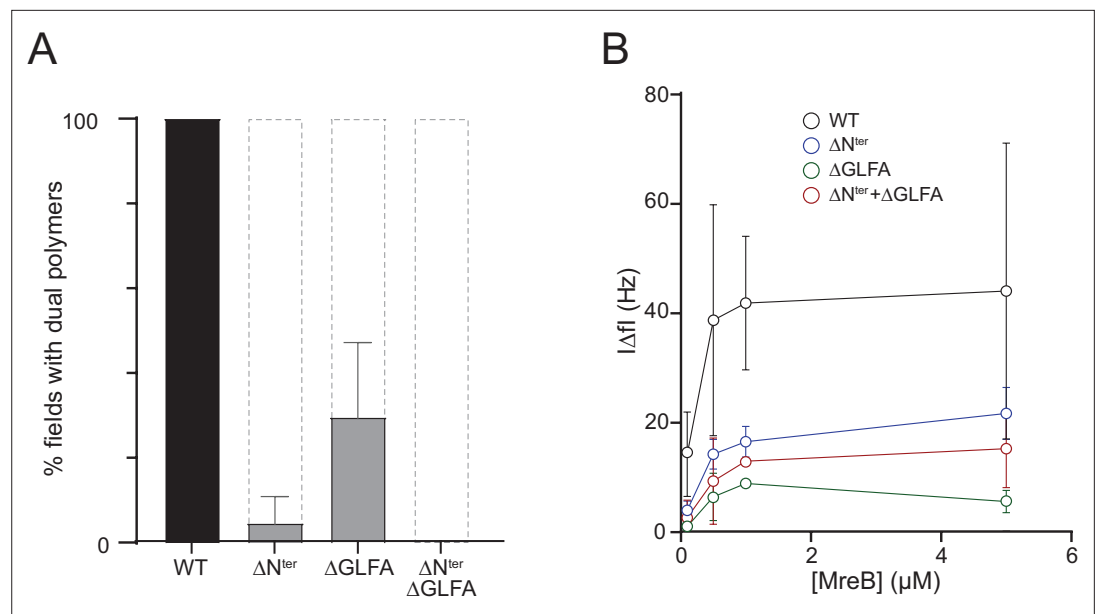 A
% fields with dual polymers
100
0
WT
ΔNᵗᵉʳ
ΔGLFA
ΔNᵗᵉʳ
ΔGLFA
B
|Δf| (Hz)
80
60
40
20
0
WT
ΔNᵗᵉʳ
ΔGLFA
ΔNᵗᵉʳ+ΔGLFA
0
2
4
6
[MreB] (µM)